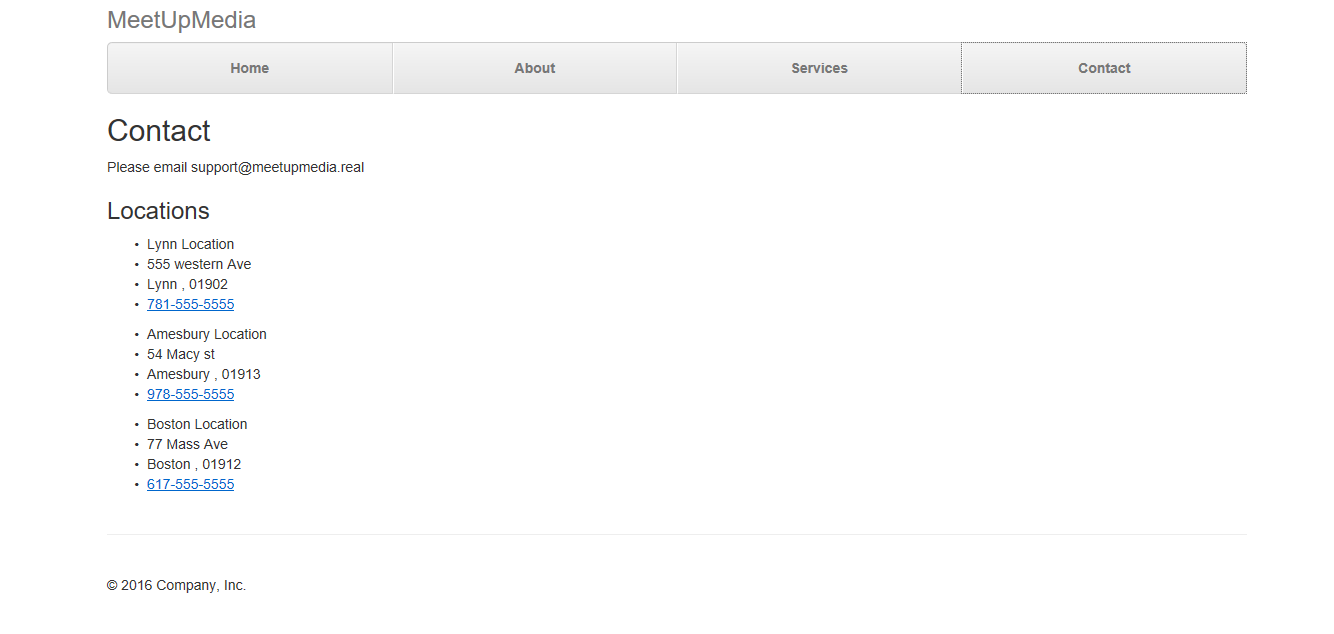 MeetUpMedia
Home About Services Contact
Contact
Please email support@meetupmedia.real
Locations
• Lynn Location
• 555 western Ave
• Lynn , 01902
• 781-555-5555
• Amesbury Location
• 54 Macy st
• Amesbury , 01913
• 978-555-5555
• Boston Location
• 77 Mass Ave
• Boston , 01912
• 617-555-5555
© 2016 Company, Inc.